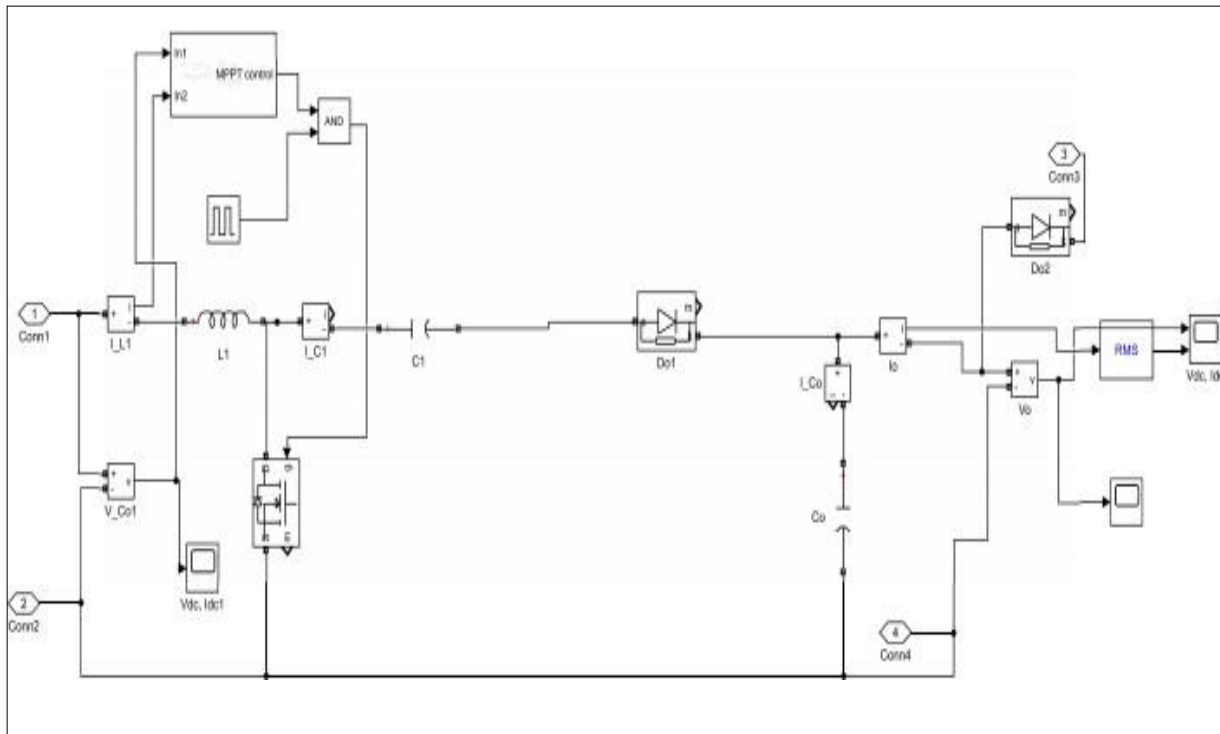 In1
MPPT control
In2
AND
3
Conn3
m
Do2
1
Conn1
i
I_L1
L1
i
I_C1
C1
m
Do1
i
Io
RMS
Vdc, Idc
I_Co
v
Vo
v
V_Co1
g
m
Co
Vdc, Idc1
2
Conn2
4
Conn4